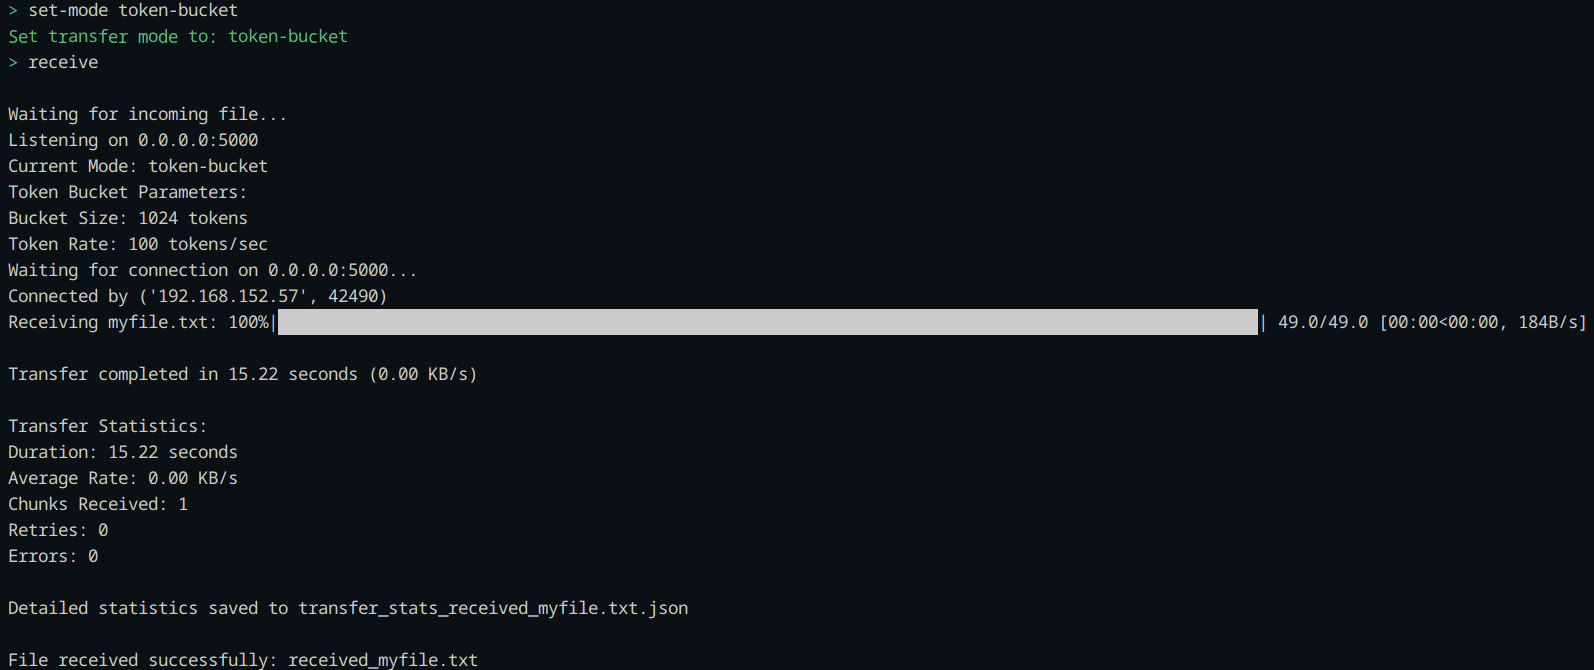 > set-mode token-bucket
Set transfer mode to: token-bucket
> receive
Waiting for incoming file...
Listening on 0.0.0.0:5000
Current Mode: token-bucket
Token Bucket Parameters:
Bucket Size: 1024 tokens
Token Rate: 100 tokens/sec
Waiting for connection on 0.0.0.0:5000...
Connected by ('192.168.152.57', 42490)
Receiving myfile.txt: 100%|          | 49.0/49.0 [00:00<00:00, 184B/s]
Transfer completed in 15.22 seconds (0.00 KB/s)
Transfer Statistics:
Duration: 15.22 seconds
Average Rate: 0.00 KB/s
Chunks Received: 1
Retries: 0
Errors: 0
Detailed statistics saved to transfer_stats_received_myfile.txt.json
File received successfully: received_myfile.txt